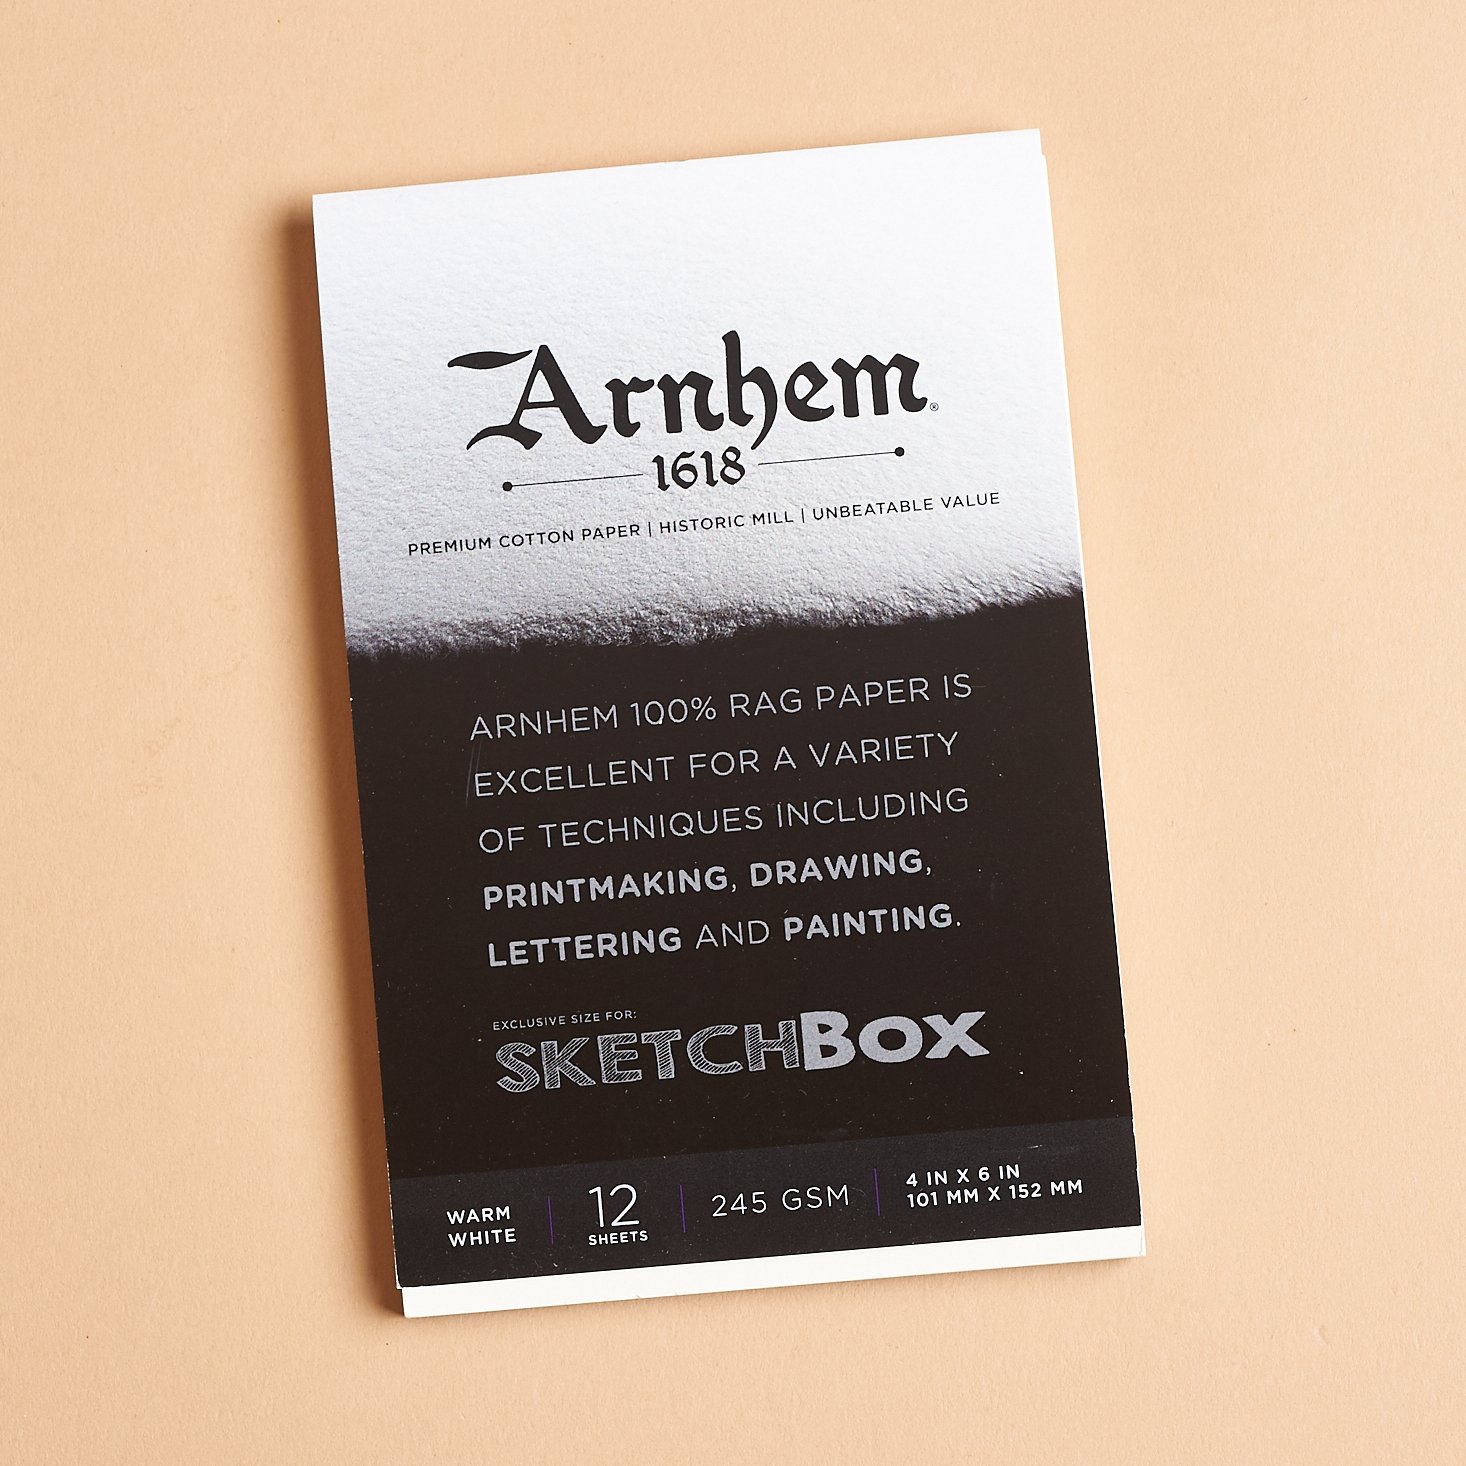 Arnhem®
1618
PREMIUM COTTON PAPER | HISTORIC MILL | UNBEATABLE VALUE
ARNHEM 100% RAG PAPER IS
EXCELLENT FOR A VARIETY
OF TECHNIQUES INCLUDING
PRINTMAKING, DRAWING,
LETTERING AND PAINTING.
EXCLUSIVE SIZE FOR:
SKETCHBOX
WARM
WHITE
12
SHEETS
245 GSM
4 IN X 6 IN
101 MM X 152 MM